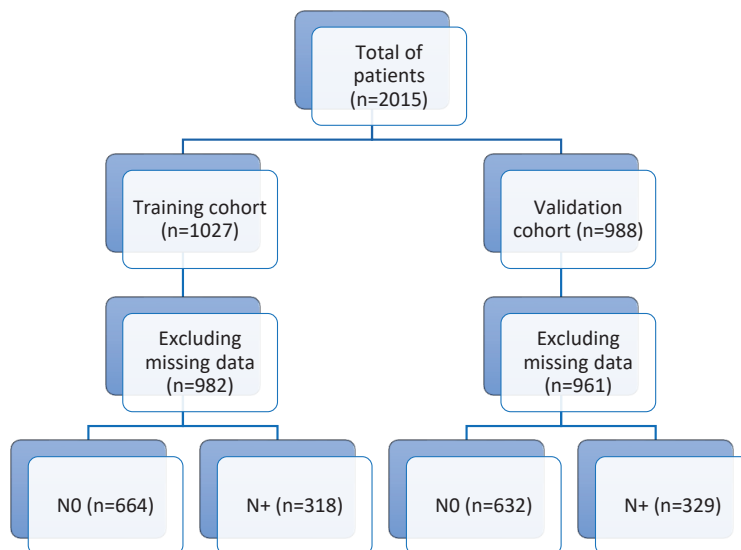 Total of
patients
(n=2015)
Training cohort
(n=1027)
Validation
cohort (n=988)
Excluding
missing data
(n=982)
Excluding
missing data
(n=961)
N0 (n=664)
N+ (n=318)
N0 (n=632)
N+ (n=329)